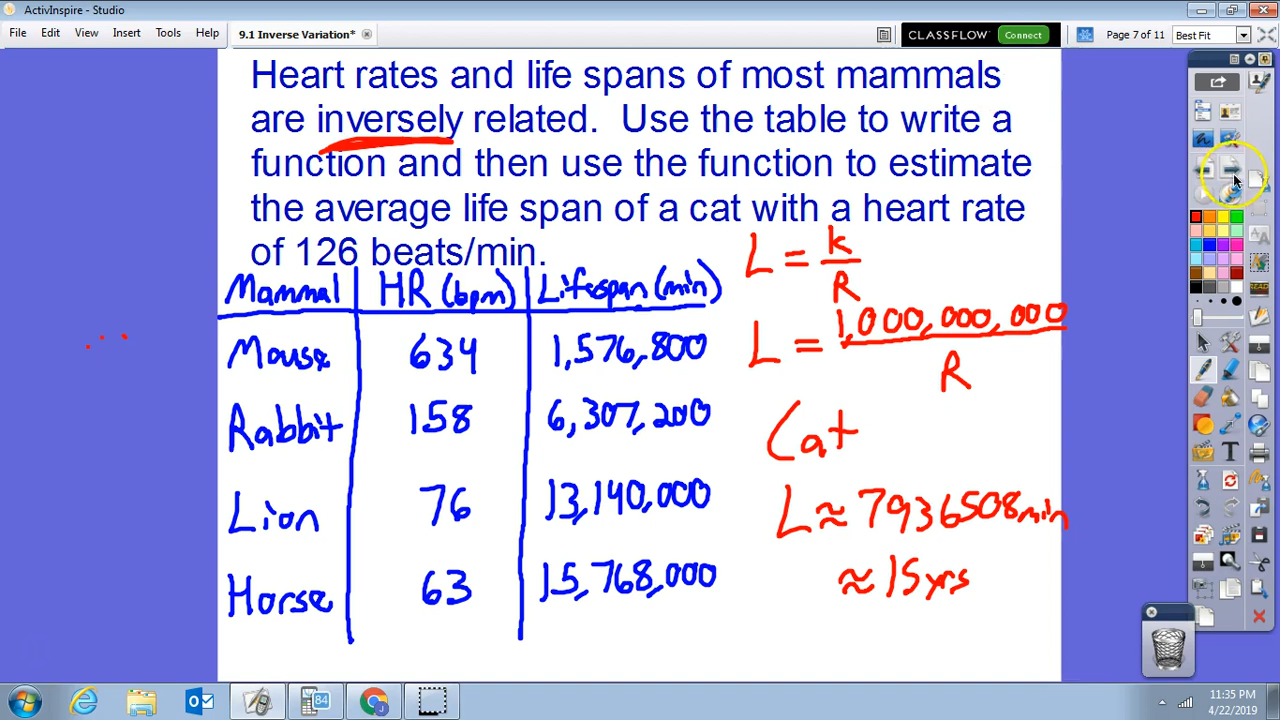 ActivInspire - Studio
File Edit View Insert Tools Help
9.1 Inverse Variation*
CLASSFLOW Connect
Page 7 of 11
Best Fit
Heart rates and life spans of most mammals
are inversely related. Use the table to write a
function and then use the function to estimate
the average life span of a cat with a heart rate
of 126 beats/min.
Mammal HR (bpm) Lifespan (min)
Mouse 634 1,576,800
Rabbit 158 6,307,200
Lion 76 13,140,000
Horse 63 15,768,000
L = k/R
L = 1,000,000,000/R
Cat
L ≈ 7936508 min
≈ 15 yrs
READ
84
11:35 PM
4/22/2019